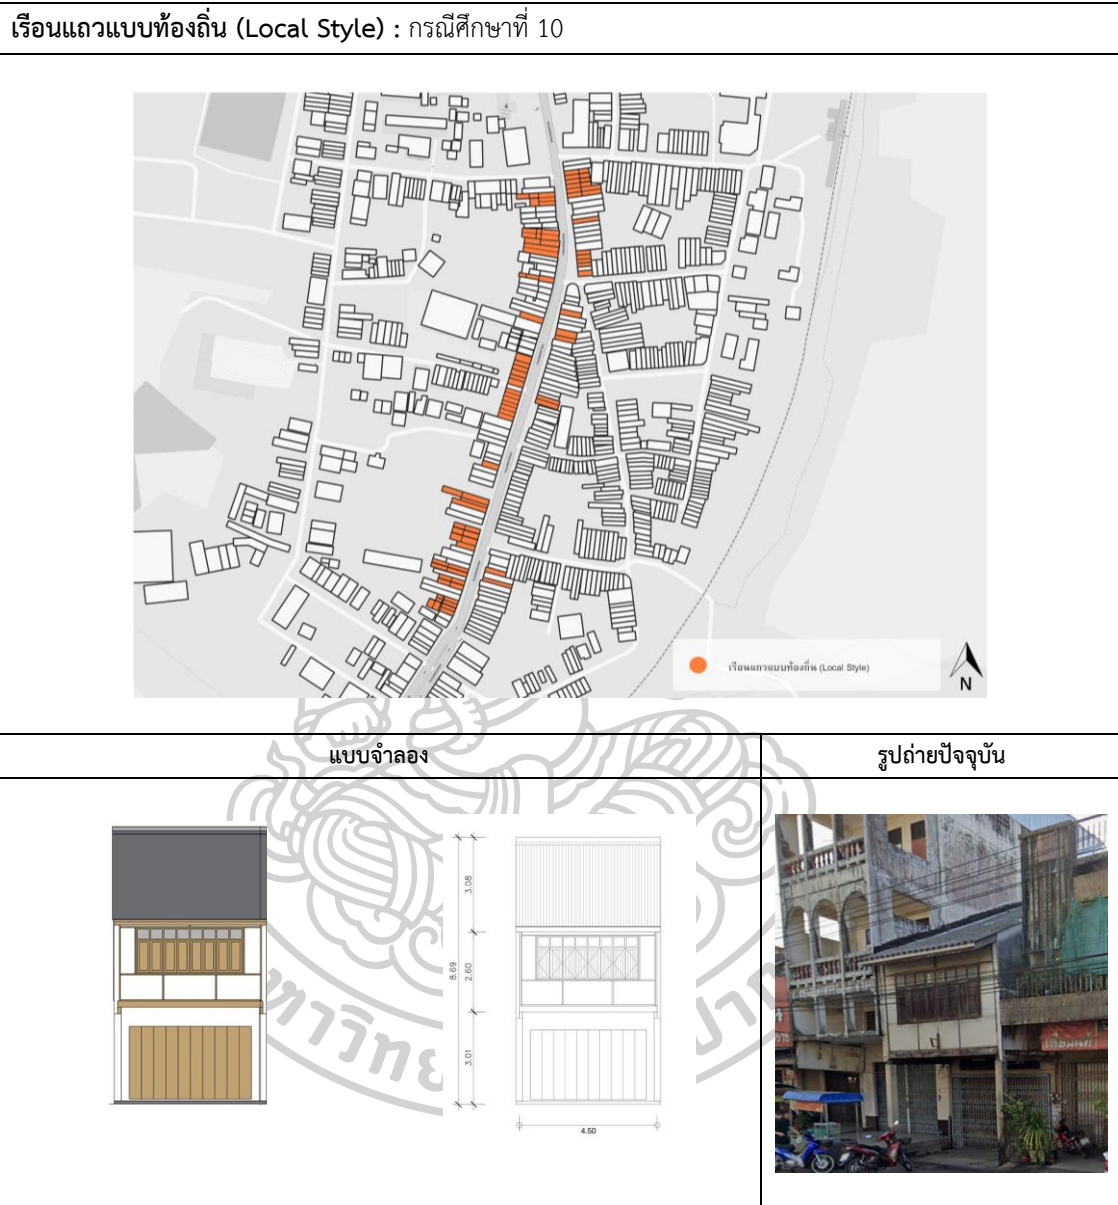 เรือนแถวแบบท้องถิ่น (Local Style) : กรณีศึกษาที่ 10
เรือนแถวแบบท้องถิ่น (Local Style)
N
แบบจำลอง
รูปถ่ายปัจจุบัน
3.08
8.69
2.60
3.01
4.50